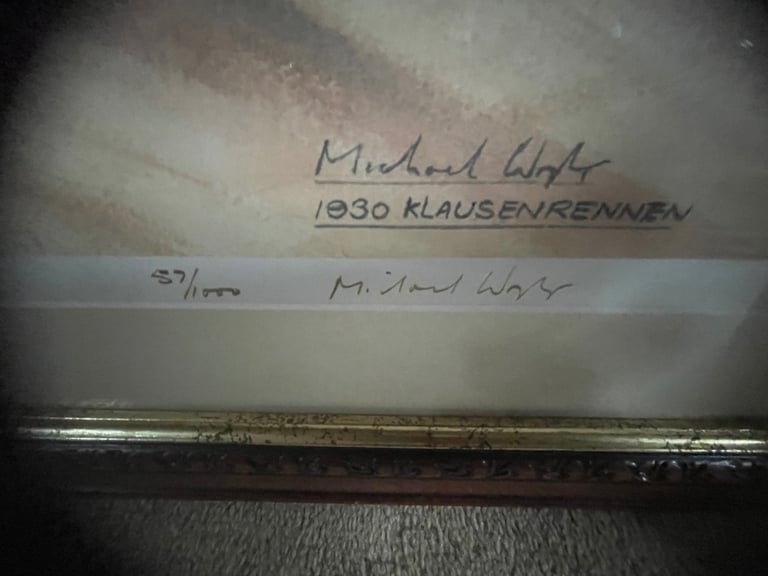 Michael Wright
1930 KLAUSENRENNEN
57/1000 Michael Wright